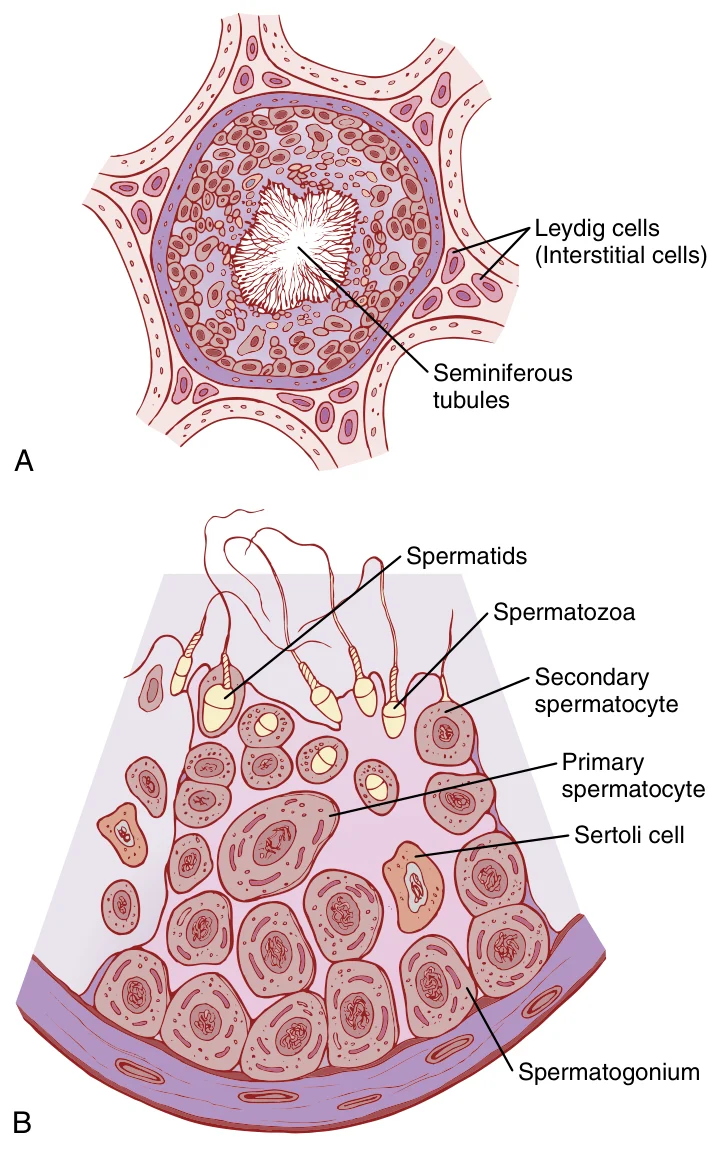 Leydig cells
(Interstitial cells)
Seminiferous
tubules
A
Spermatids
Spermatozoa
Secondary
spermatocyte
Primary
spermatocyte
Sertoli cell
Spermatogonium
B